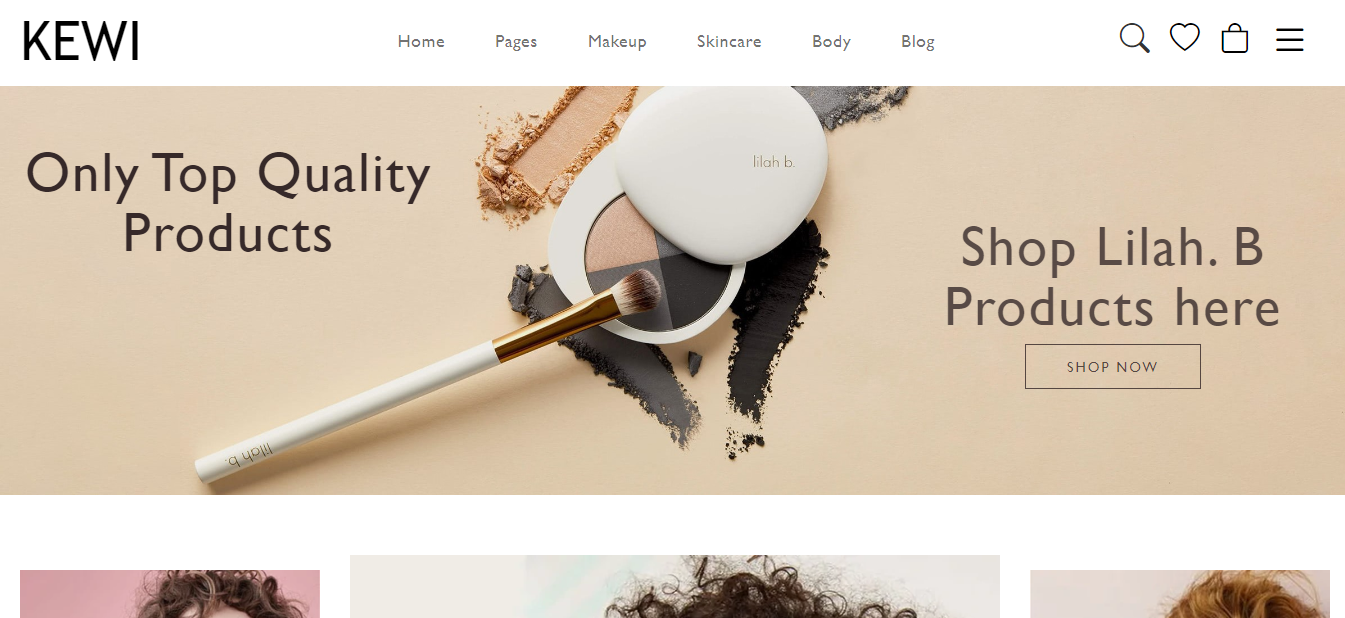 KEWI
Home Pages Makeup Skincare Body Blog
Only Top Quality
Products
lilah b.
Shop Lilah. B
Products here
SHOP NOW
lilah b.